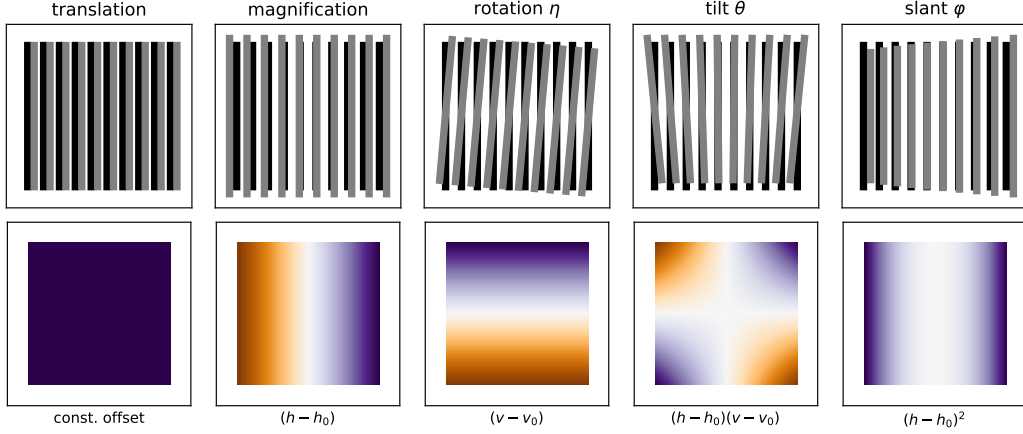 translation
magnification
rotation η
tilt θ
slant φ
const. offset
(h − h₀)
(v − v₀)
(h − h₀)(v − v₀)
(h − h₀)²